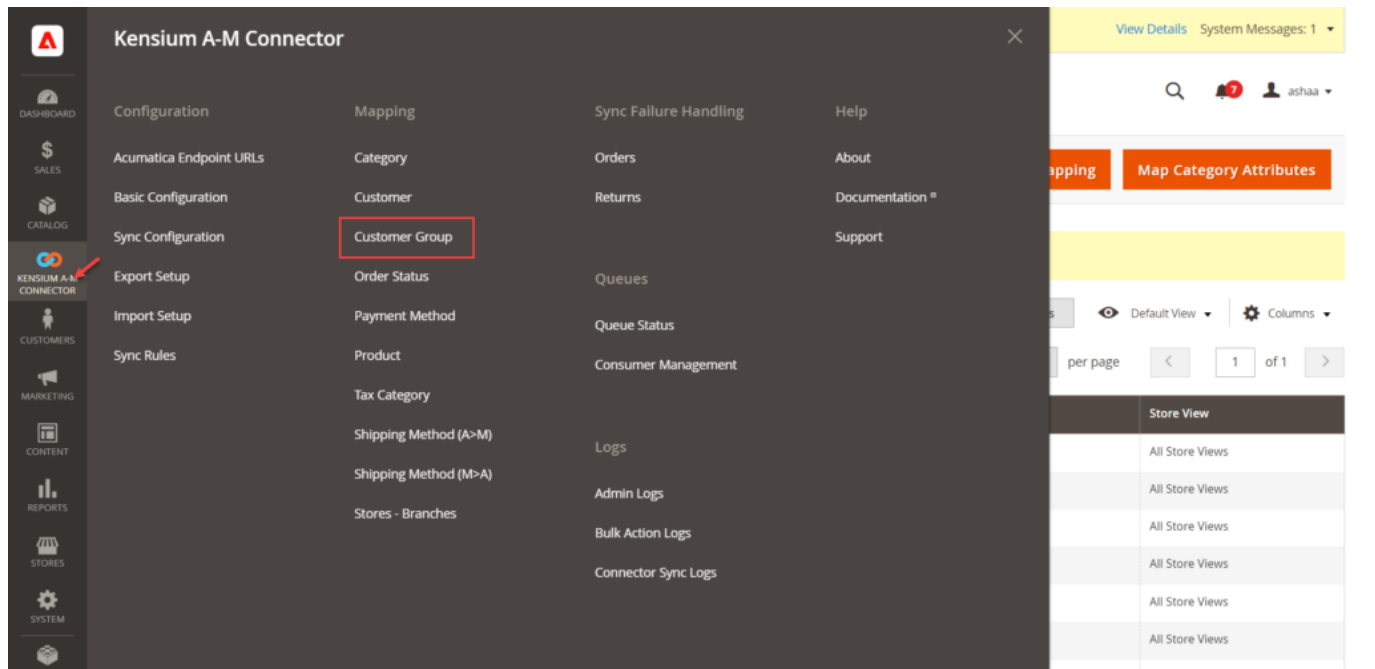 View Details System Messages: 1
Kensium A-M Connector
7
ashaa
DASHBOARD
SALES
CATALOG
KENSIUM A-M
CONNECTOR
CUSTOMERS
MARKETING
CONTENT
REPORTS
STORES
SYSTEM
Configuration
Acumatica Endpoint URLs
Basic Configuration
Sync Configuration
Export Setup
Import Setup
Sync Rules
Mapping
Category
Customer
Customer Group
Order Status
Payment Method
Product
Tax Category
Shipping Method (A>M)
Shipping Method (M>A)
Stores - Branches
Sync Failure Handling
Orders
Returns
Queues
Queue Status
Consumer Management
Logs
Admin Logs
Bulk Action Logs
Connector Sync Logs
Help
About
Documentation
Support
apping
Map Category Attributes
s
Default View
Columns
per page
1
of 1
Store View
All Store Views
All Store Views
All Store Views
All Store Views
All Store Views
All Store Views